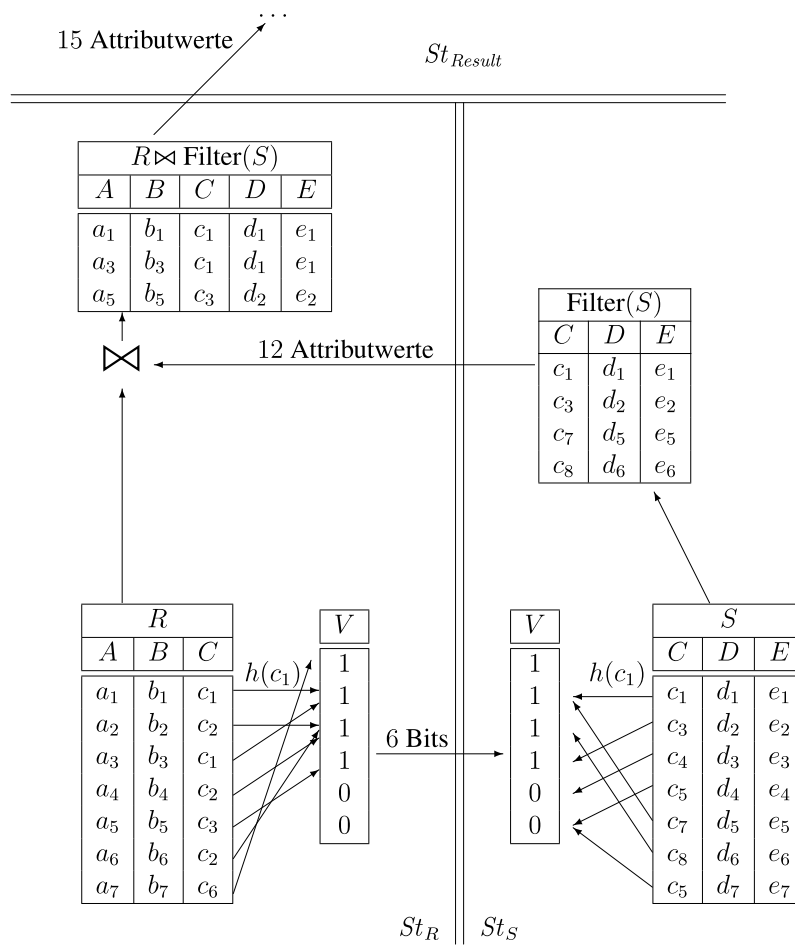 ...
15 Attributwerte
St_Result
R ⋈ Filter(S)
A B C D E
a₁ b₁ c₁ d₁ e₁
a₃ b₃ c₁ d₁ e₁
a₅ b₅ c₃ d₂ e₂
Filter(S)
C D E
c₁ d₁ e₁
c₃ d₂ e₂
c₇ d₅ e₅
c₈ d₆ e₆
⋈
12 Attributwerte
R
A B C
a₁ b₁ c₁
a₂ b₂ c₂
a₃ b₃ c₁
a₄ b₄ c₂
a₅ b₅ c₃
a₆ b₆ c₂
a₇ b₇ c₆
h(c₁)
V
1
1
1
1
0
0
6 Bits
V
1
1
1
1
0
0
h(c₁)
S
C D E
c₁ d₁ e₁
c₃ d₂ e₂
c₄ d₃ e₃
c₅ d₄ e₄
c₇ d₅ e₅
c₈ d₆ e₆
c₅ d₇ e₇
St_R
St_S